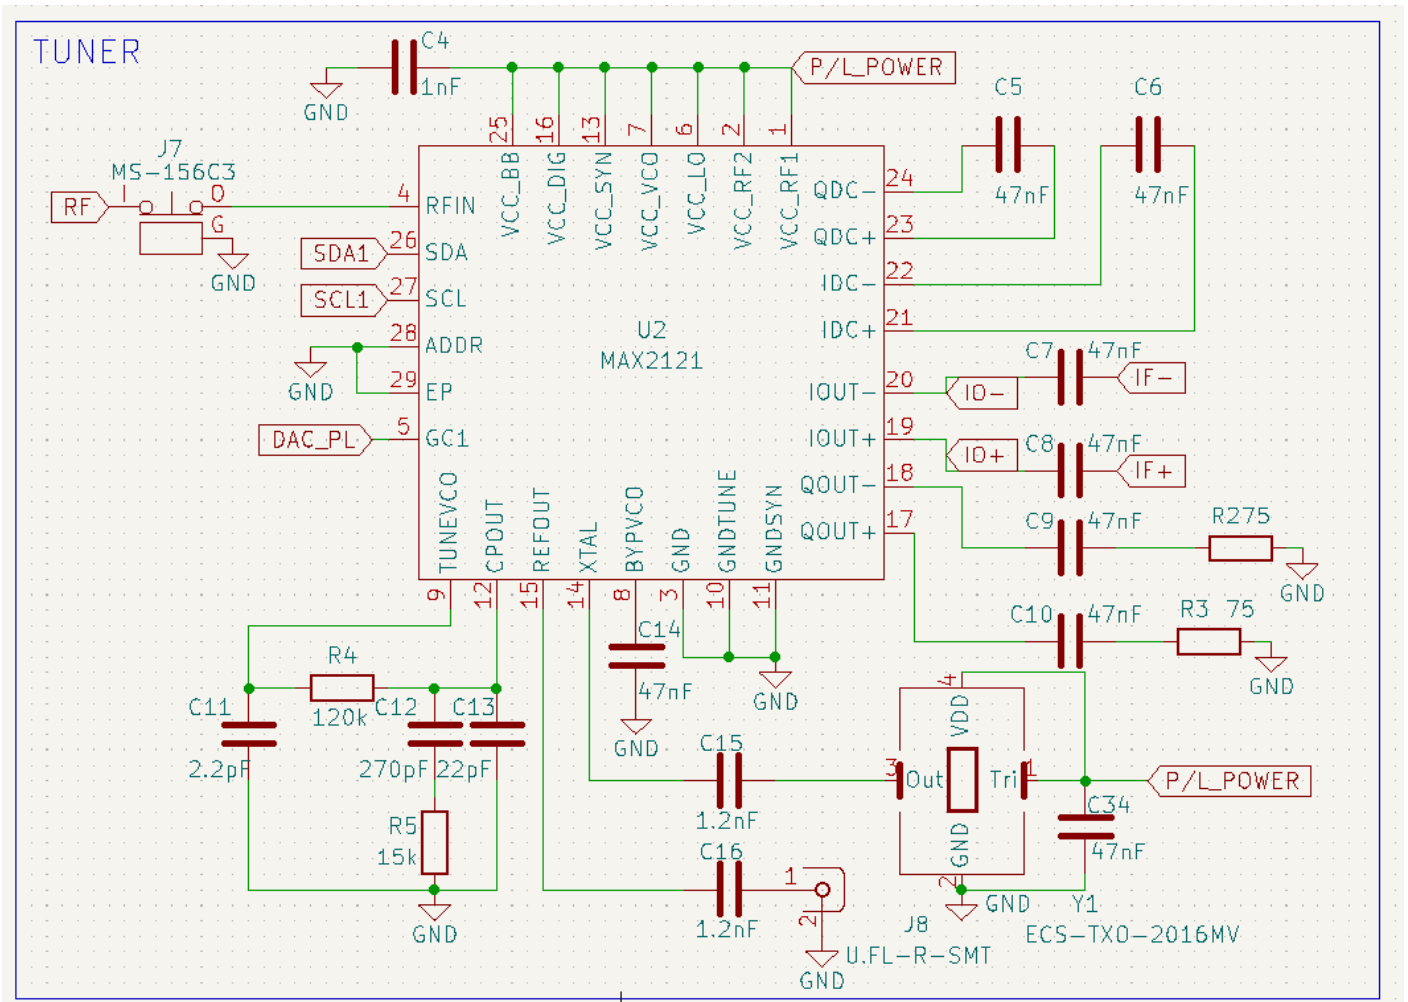 TUNER
C4
1nF
GND
P/L_POWER
C5
47nF
C6
47nF
J7
MS-156C3
RF
I
O
G
GND
25
16
13
7
6
2
1
VCC_BB
VCC_DIG
VCC_SYN
VCC_VCO
VCC_LO
VCC_RF2
VCC_RF1
4
RFIN
SDA1
26
SDA
SCL1
27
SCL
28
ADDR
GND
29
EP
DAC_PL
5
GC1
U2
MAX2121
QDC-
24
QDC+
23
IDC-
22
IDC+
21
IOUT-
20
IOUT+
19
QOUT-
18
QOUT+
17
IO-
C7
47nF
IF-
IO+
C8
47nF
IF+
C9
47nF
R275
GND
C10
47nF
R3 75
GND
TUNEVCO
CPOUT
REFOUT
XTAL
BYPVCO
GND
GNDTUNE
GNDSYN
9
12
15
14
8
3
10
11
C14
47nF
GND
GND
R4
120k
C11
2.2pF
C12
270pF
C13
22pF
R5
15k
GND
C15
1.2nF
C16
1.2nF
1
2
GND
J8
U.FL-R-SMT
4
VDD
3
Out
Tri
1
GND
2
GND
P/L_POWER
C34
47nF
Y1
ECS-TXO-2016MV